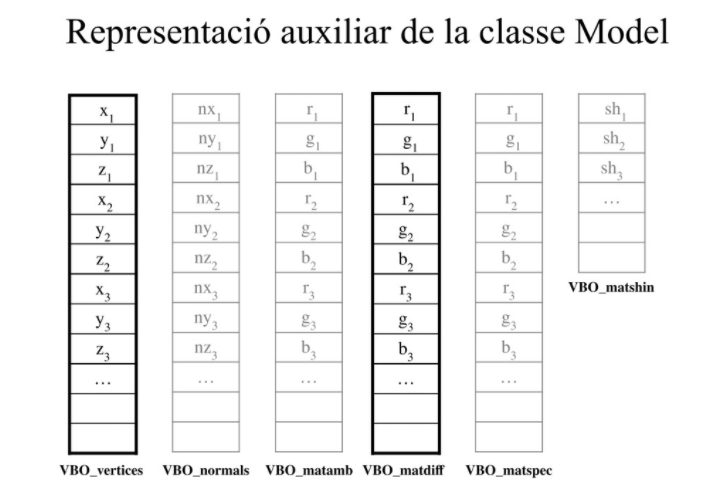 Representació auxiliar de la classe Model
x1 nx1 r1 r1 r1 sh1
y1 ny1 g1 g1 g1 sh2
z1 nz1 b1 b1 b1 sh3
x2 nx2 r2 r2 r2 ...
y2 ny2 g2 g2 g2
z2 nz2 b2 b2 b2
x3 nx3 r3 r3 r3 VBO_matshin
y3 ny3 g3 g3 g3
z3 nz3 b3 b3 b3
... ... ... ... ...
VBO_vertices VBO_normals VBO_matamb VBO_matdiff VBO_matspec